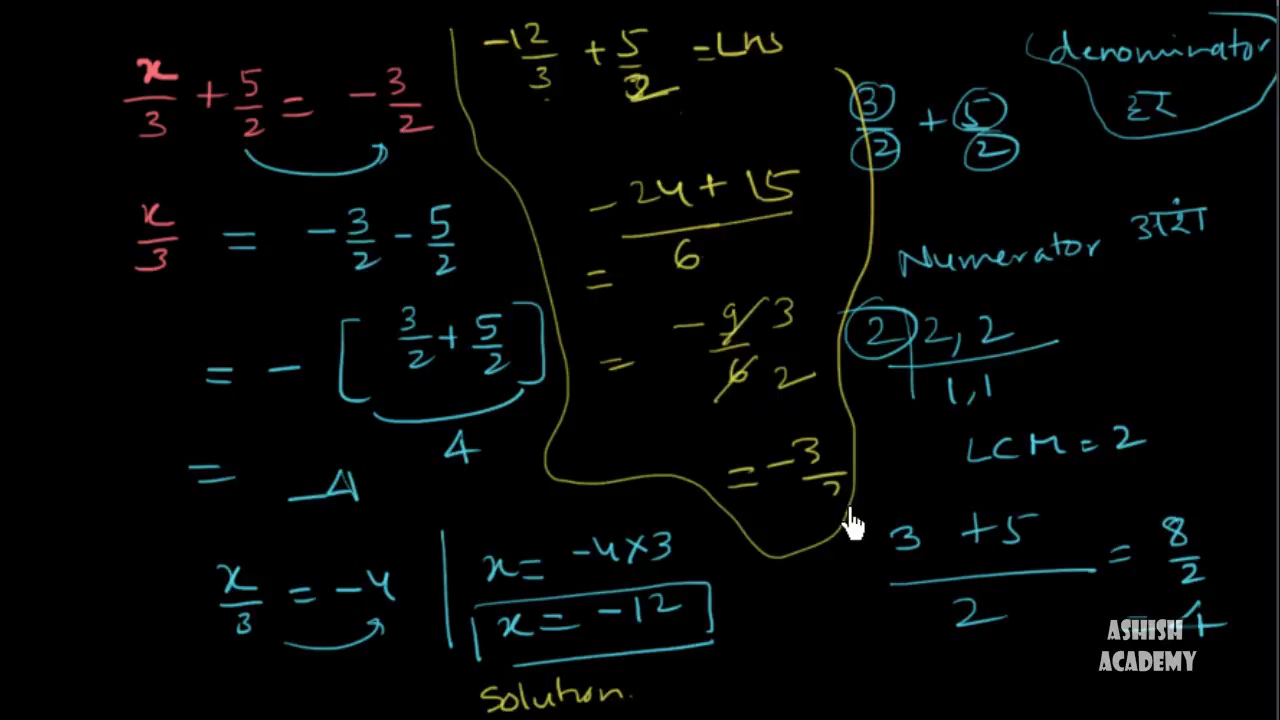 x/3 + 5/2 = -3/2
x/3 = -3/2 - 5/2
= - [3/2 + 5/2]
4
= -4
x/3 = -4
x = -4×3
x = -12
Solution.
-12/3 + 5/2 = LHS
= -24 + 15 / 6
= -9/6 3/2
= -3/2
denominator
हर
3/2 + 5/2
Numerator अंश
2 | 2, 2
1, 1
LCM = 2
3 + 5 / 2 = 8/2
= 4
ASHISH
ACADEMY